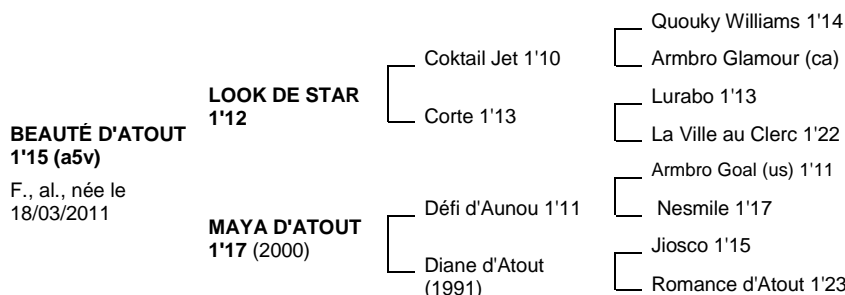 BEAUTÉ D'ATOUT
1'15 (a5v)
F., al., née le
18/03/2011
LOOK DE STAR
1'12
MAYA D'ATOUT
1'17 (2000)
Coktail Jet 1'10
Corte 1'13
Défi d'Aunou 1'11
Diane d'Atout
(1991)
Quouky Williams 1'14
Armbro Glamour (ca)
Lurabo 1'13
La Ville au Clerc 1'22
Armbro Goal (us) 1'11
Nesmile 1'17
Jiosco 1'15
Romance d'Atout 1'23